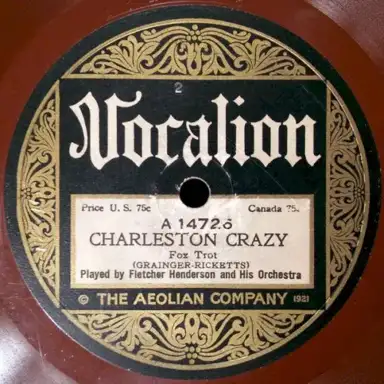 2
Vocalion
Price U. S. 75c Canada 75.
A 14726
CHARLESTON CRAZY
Fox Trot
(GRAINGER-RICKETTS)
Played by Fletcher Henderson and His Orchestra
© THE AEOLIAN COMPANY 1921